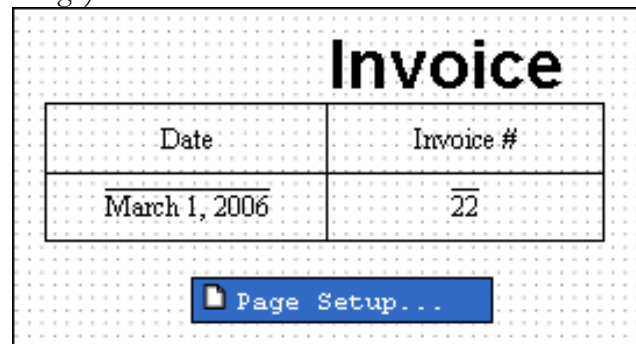 Invoice
Date Invoice #
March 1, 2006 22
Page Setup...